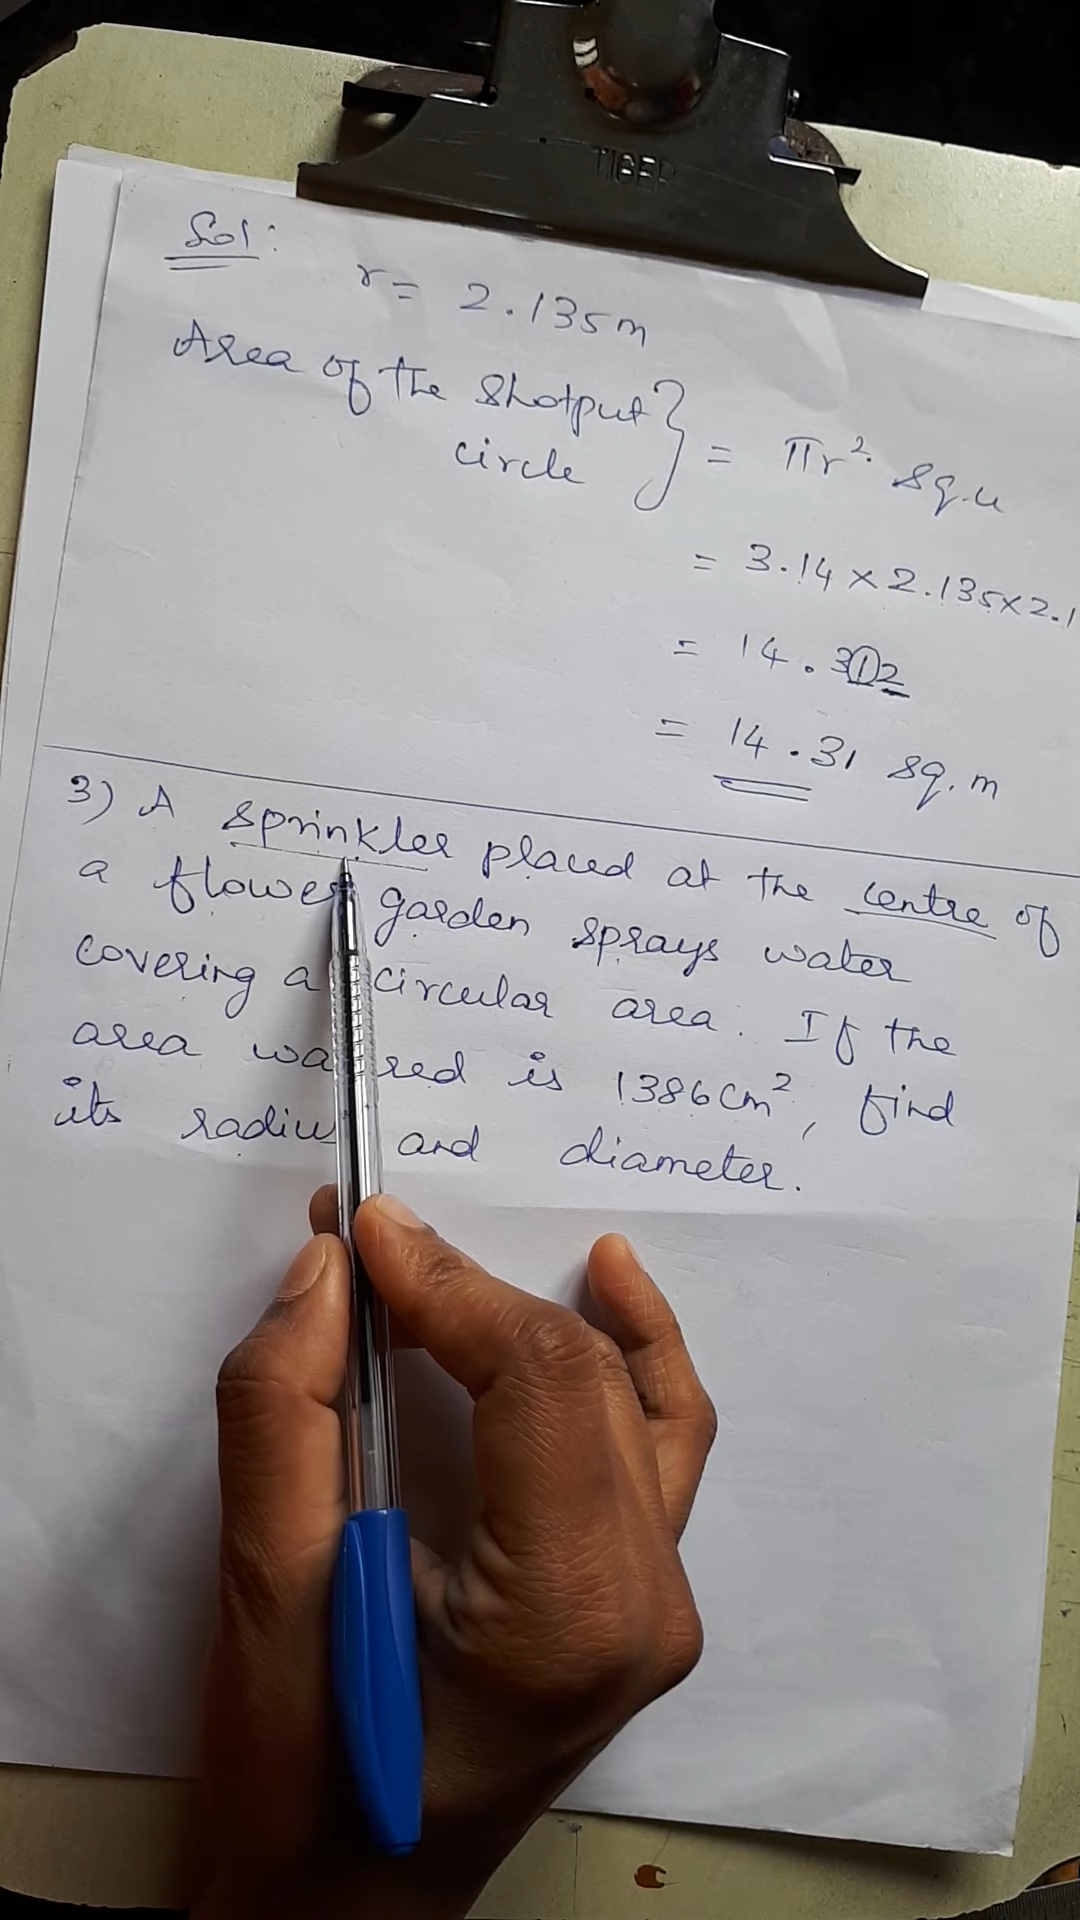 TIGER
Sol:
r = 2.135m
Area of the Shotput
circle } = πr² sq.u
= 3.14 × 2.135 × 2.1
= 14.312
= 14.31 sq.m
3) A sprinkler placed at the centre of
a flower garden sprays water
covering a circular area. If the
area is 1386cm², find
its radius and diameter.